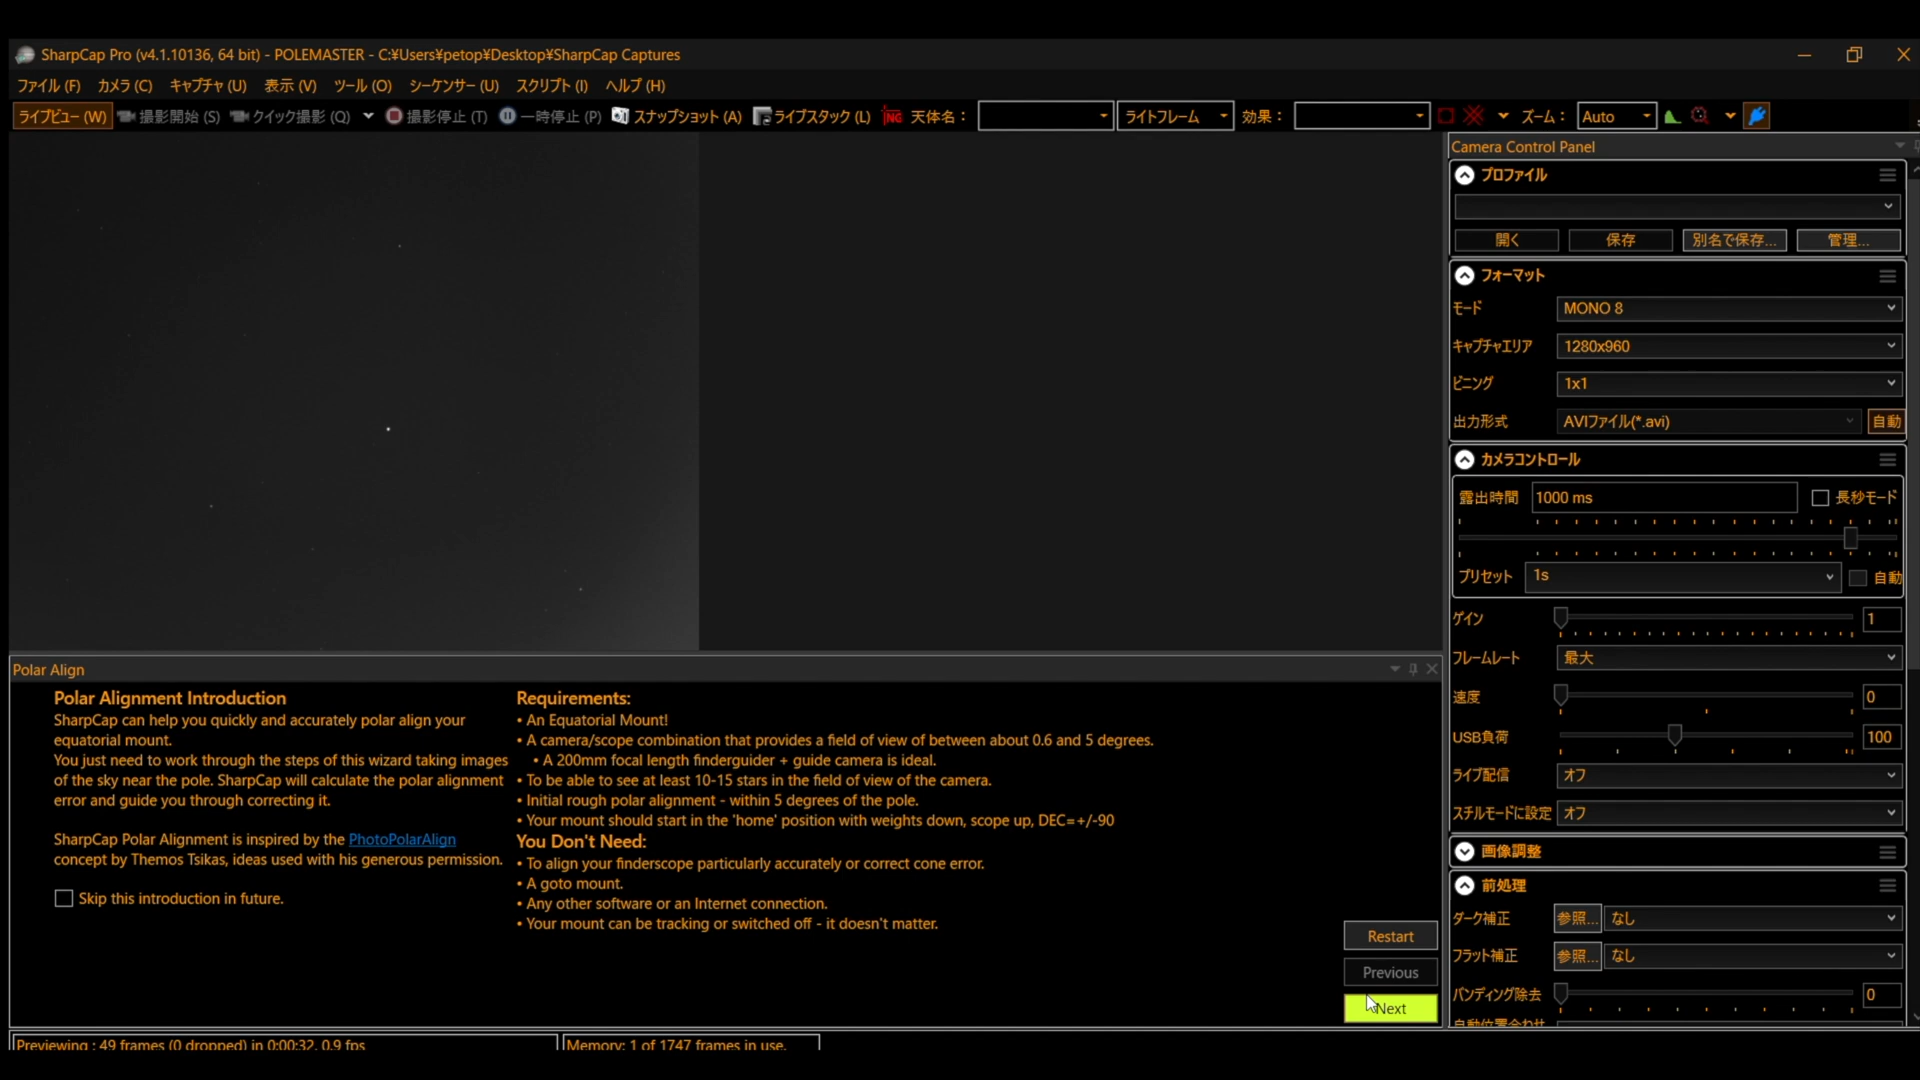 SharpCap Pro (v4.1.10136, 64 bit) - POLEMASTER - C:¥Users¥petop¥Desktop¥SharpCap Captures
ファイル (F) カメラ (C) キャプチャ (U) 表示 (V) ツール (O) シーケンサー (U) スクリプト (I) ヘルプ (H)
ライブビュー (W) 撮影開始 (S) クイック撮影 (Q) 撮影停止 (T) 一時停止 (P) スナップショット (A) ライブスタック (L) NG 天体名： ライトフレーム 効果： ズーム： Auto
Camera Control Panel
プロファイル
開く 保存 別名で保存... 管理...
フォーマット
モード MONO 8
キャプチャエリア 1280x960
ビニング 1x1
出力形式 AVIファイル(*.avi) 自動
カメラコントロール
露出時間 1000 ms 長秒モード
プリセット 1s 自動
ゲイン 1
フレームレート 最大
速度 0
USB負荷 100
ライブ配信 オフ
スチルモードに設定 オフ
画像調整
前処理
ダーク補正 参照... なし
フラット補正 参照... なし
バンディング除去 0
自動位置合わせ
Polar Align
Polar Alignment Introduction
SharpCap can help you quickly and accurately polar align your
equatorial mount.
You just need to work through the steps of this wizard taking images
of the sky near the pole. SharpCap will calculate the polar alignment
error and guide you through correcting it.
SharpCap Polar Alignment is inspired by the PhotoPolarAlign
concept by Themos Tsikas, ideas used with his generous permission.
Skip this introduction in future.
Requirements:
• An Equatorial Mount!
• A camera/scope combination that provides a field of view of between about 0.6 and 5 degrees.
• A 200mm focal length finderguider + guide camera is ideal.
• To be able to see at least 10-15 stars in the field of view of the camera.
• Initial rough polar alignment - within 5 degrees of the pole.
• Your mount should start in the 'home' position with weights down, scope up, DEC=+/-90
You Don't Need:
• To align your finderscope particularly accurately or correct cone error.
• A goto mount.
• Any other software or an Internet connection.
• Your mount can be tracking or switched off - it doesn't matter.
Restart
Previous
Next
Previewing : 49 frames (0 dropped) in 0:00:32, 0.9 fps
Memory: 1 of 1747 frames in use.